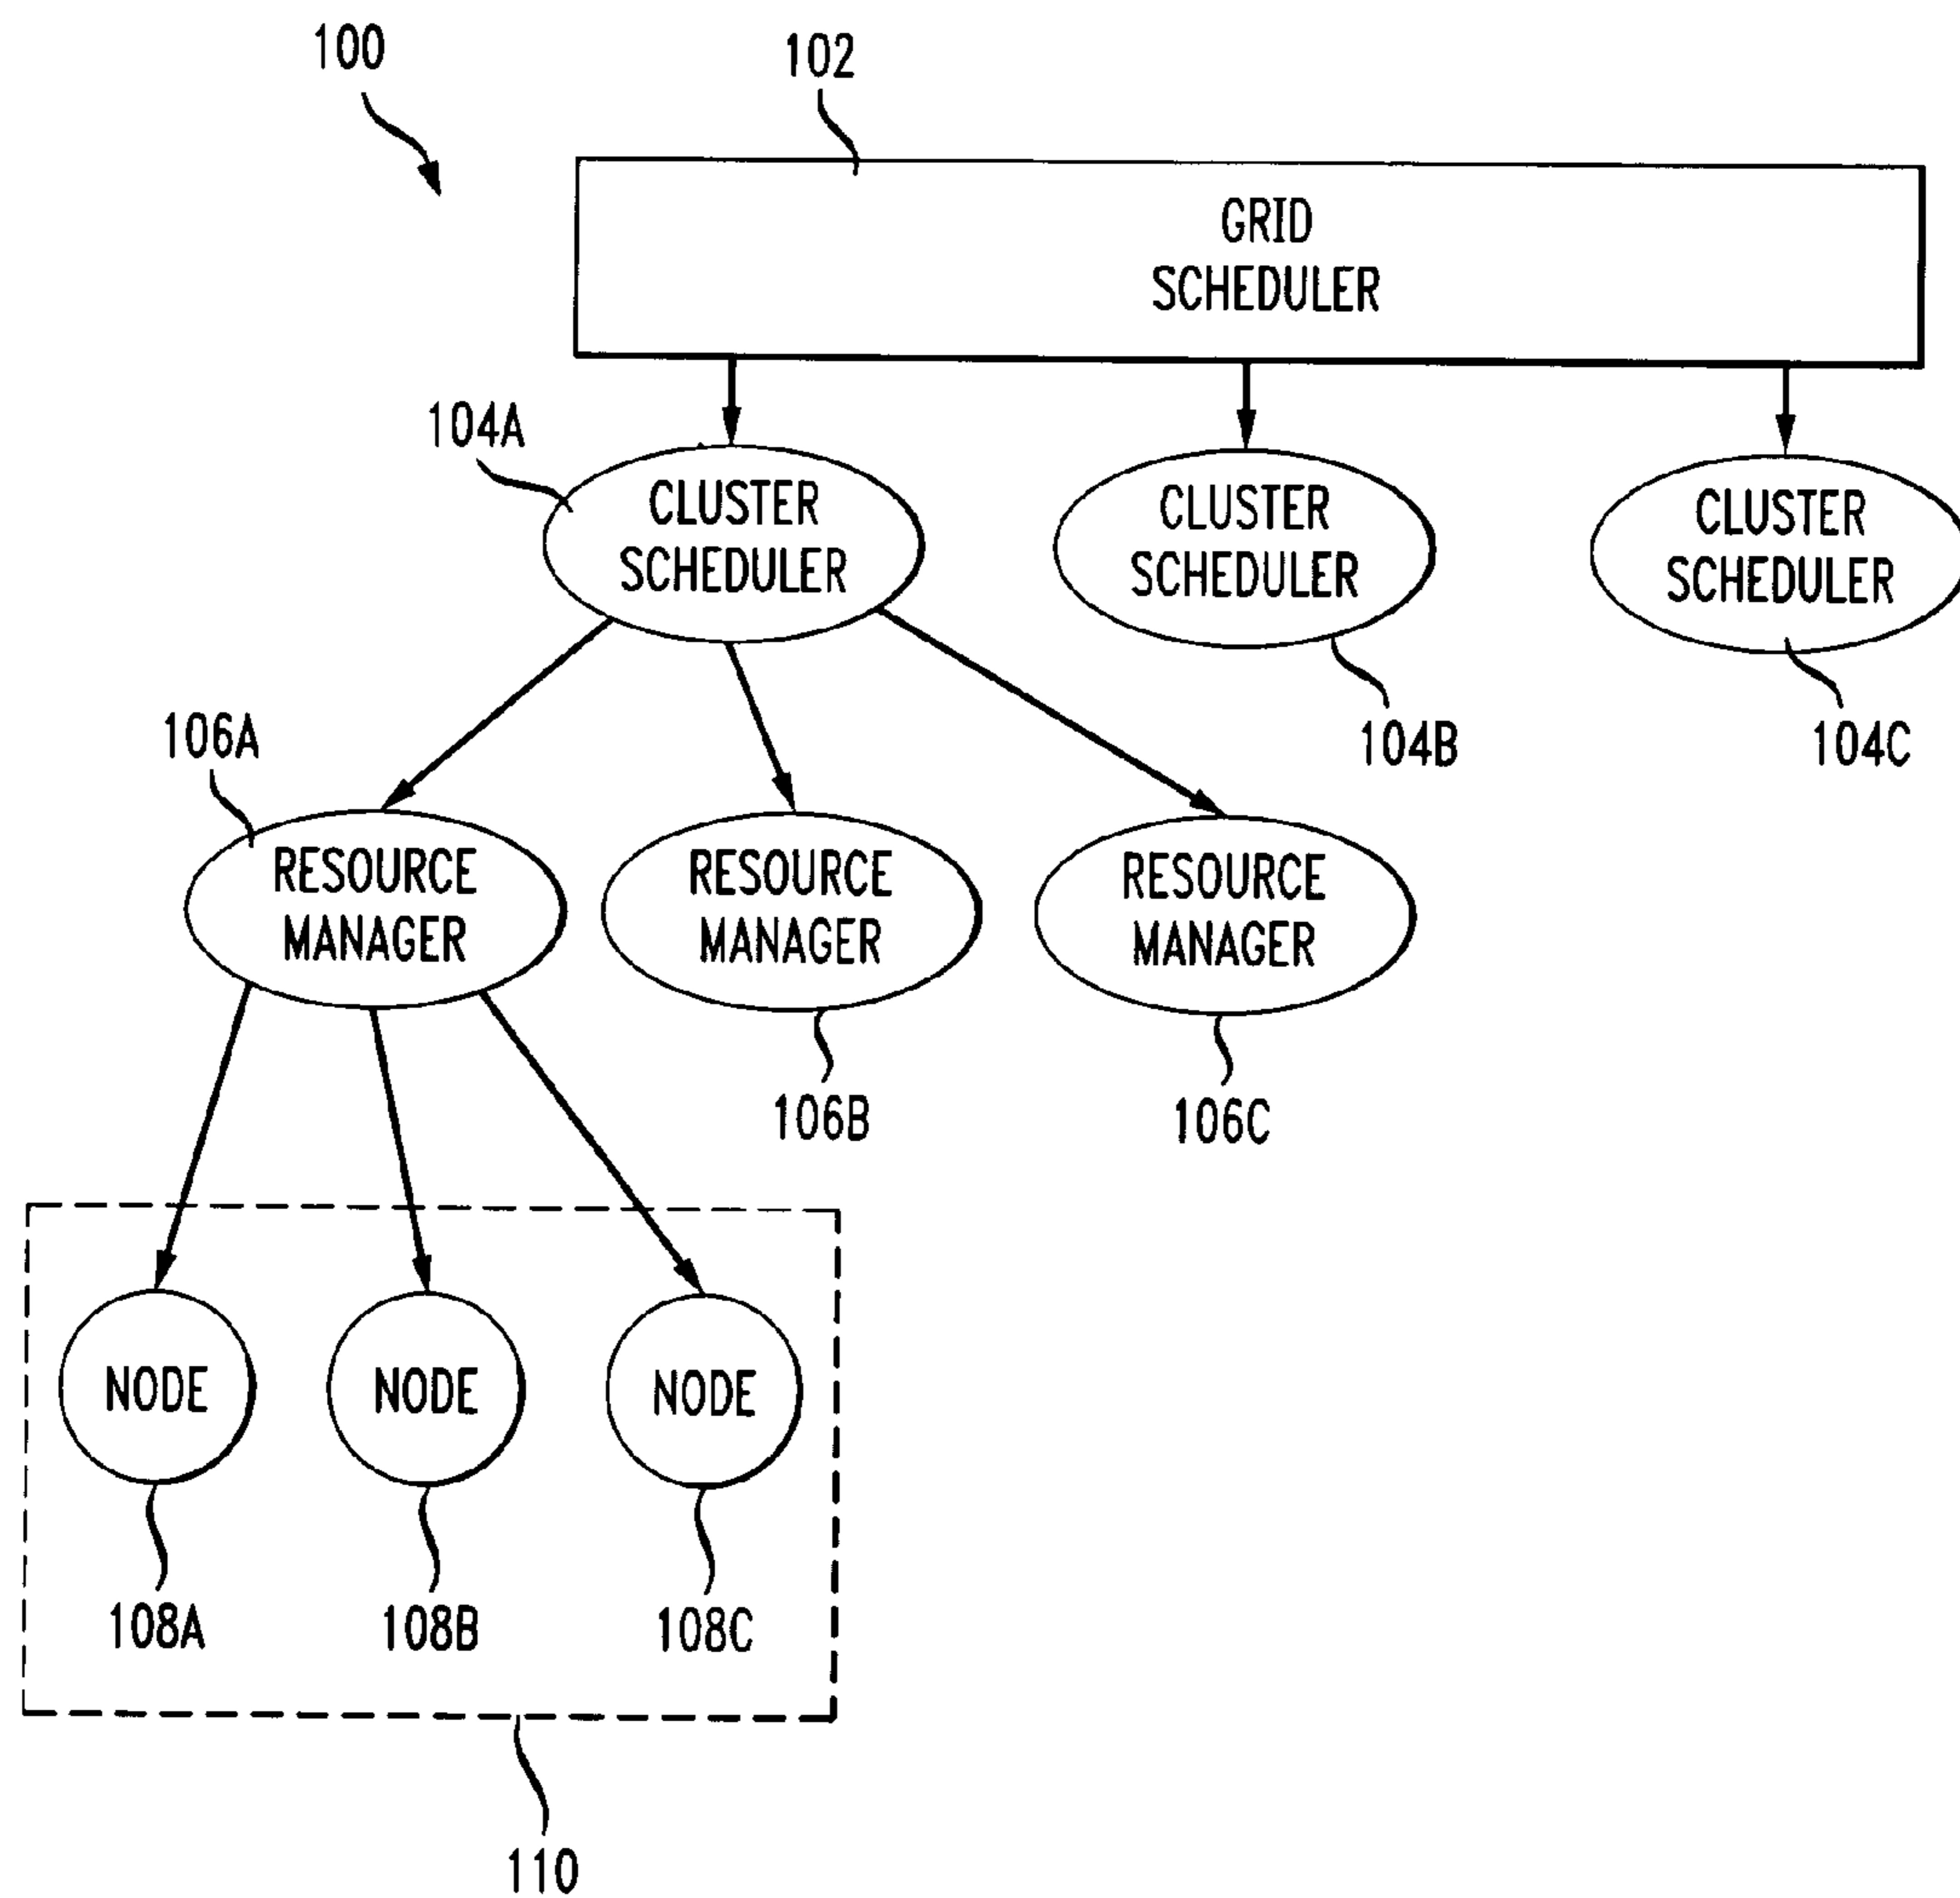 100
102
GRID
SCHEDULER
104A
CLUSTER
SCHEDULER
CLUSTER
SCHEDULER
CLUSTER
SCHEDULER
104B
104C
106A
RESOURCE
MANAGER
RESOURCE
MANAGER
RESOURCE
MANAGER
106B
106C
NODE
NODE
NODE
108A
108B
108C
110